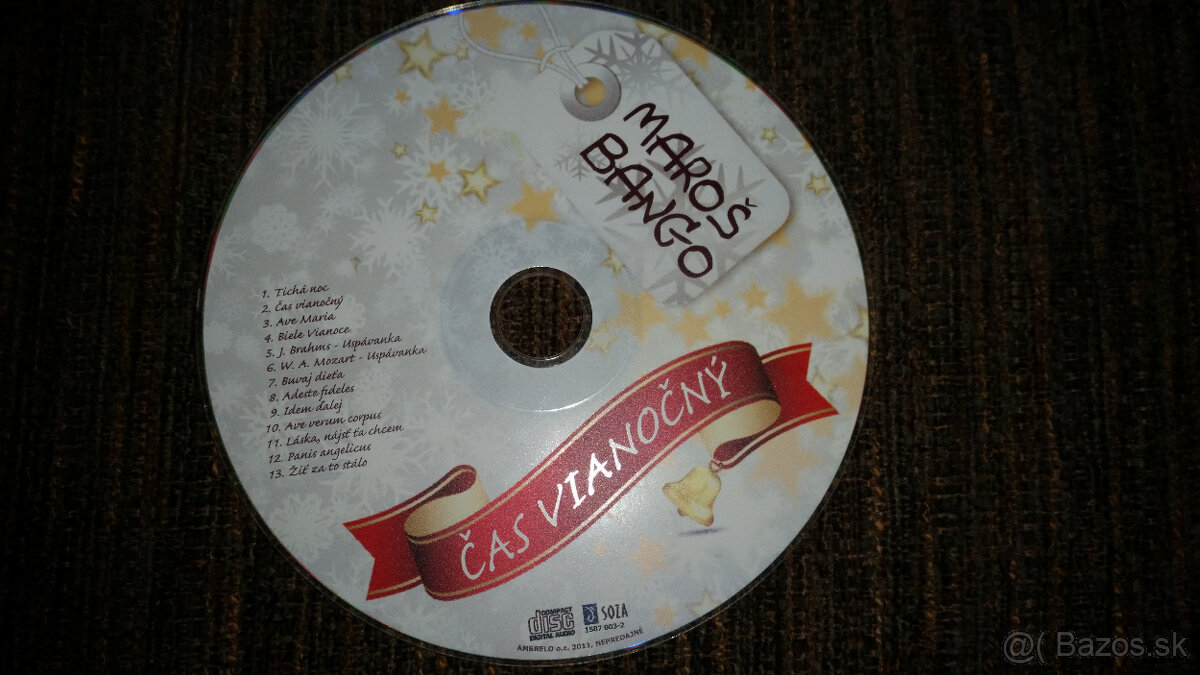 MAROŠ
BANGO
1. Tichá noc
2. Čas vianočný
3. Ave Maria
4. Biele Vianoce
5. J. Brahms - Uspávanka
6. W. A. Mozart - Uspávanka
7. Buvaj dieťa
8. Adeste fideles
9. Idem ďalej
10. Ave verum corpus
11. Láska, nájsť ťa chcem
12. Panis angelicus
13. Žiť za to stálo
ČAS VIANOČNÝ
COMPACT
disc
DIGITAL AUDIO
SOZA
1587 003-2
AMBRELO o.z. 2011, NEPREDAJNÉ
@( Bazos.sk